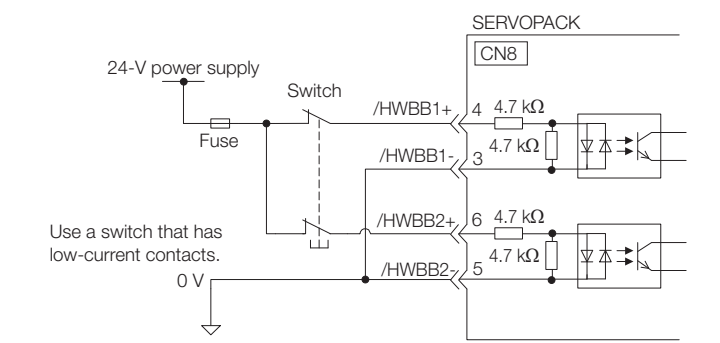 SERVOPACK
CN8
24-V power supply
Switch
Fuse
/HWBB1+
4
4.7 kΩ
4.7 kΩ
/HWBB1-
3
/HWBB2+
6
4.7 kΩ
4.7 kΩ
/HWBB2-
5
Use a switch that has
low-current contacts.
0 V